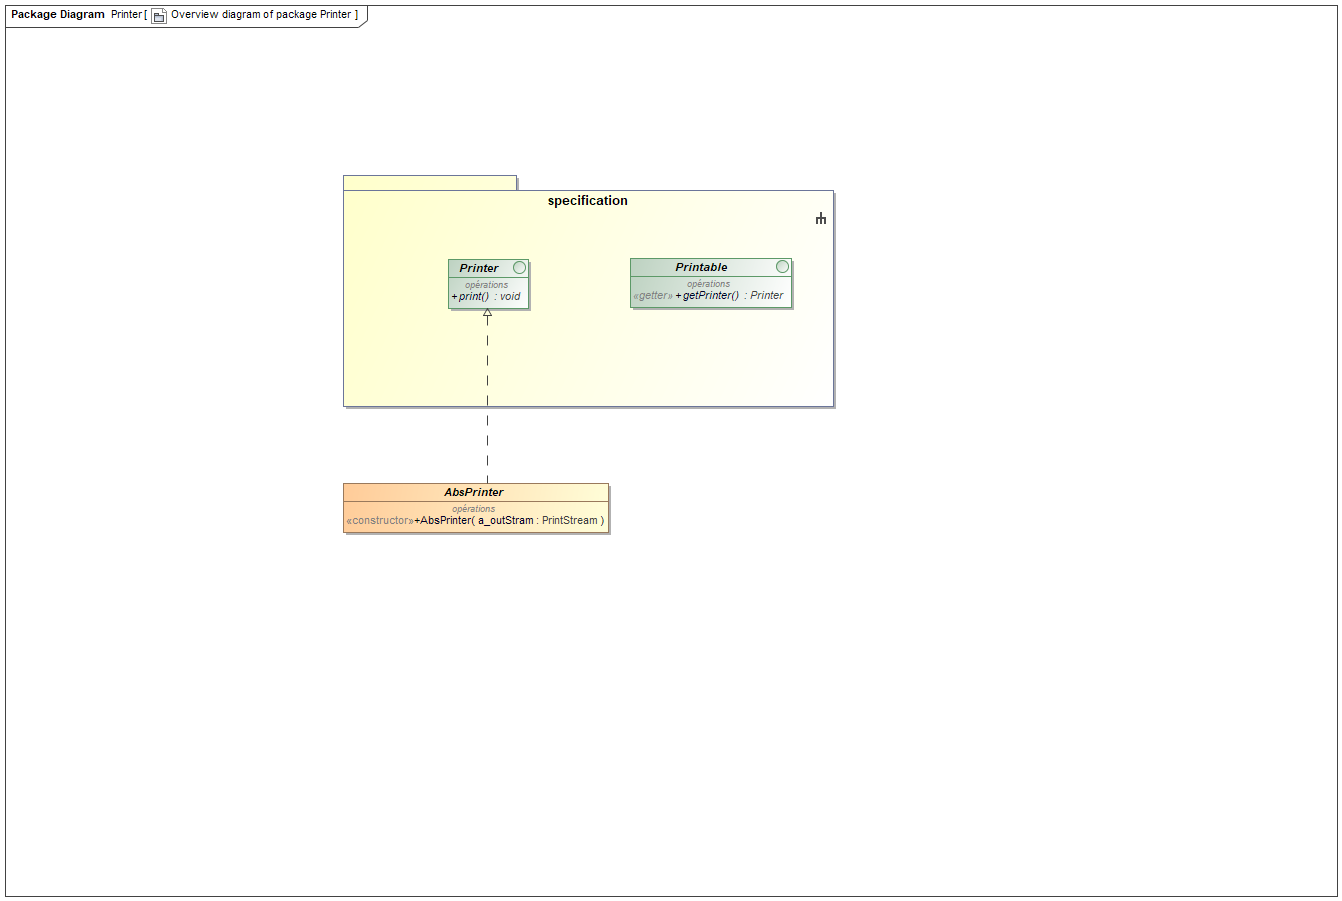 Package Diagram Printer [ Overview diagram of package Printer ]
specification
Printer
opérations
+print() : void
Printable
opérations
«getter» +getPrinter() : Printer
AbsPrinter
opérations
«constructor»+AbsPrinter( a_outStram : PrintStream )